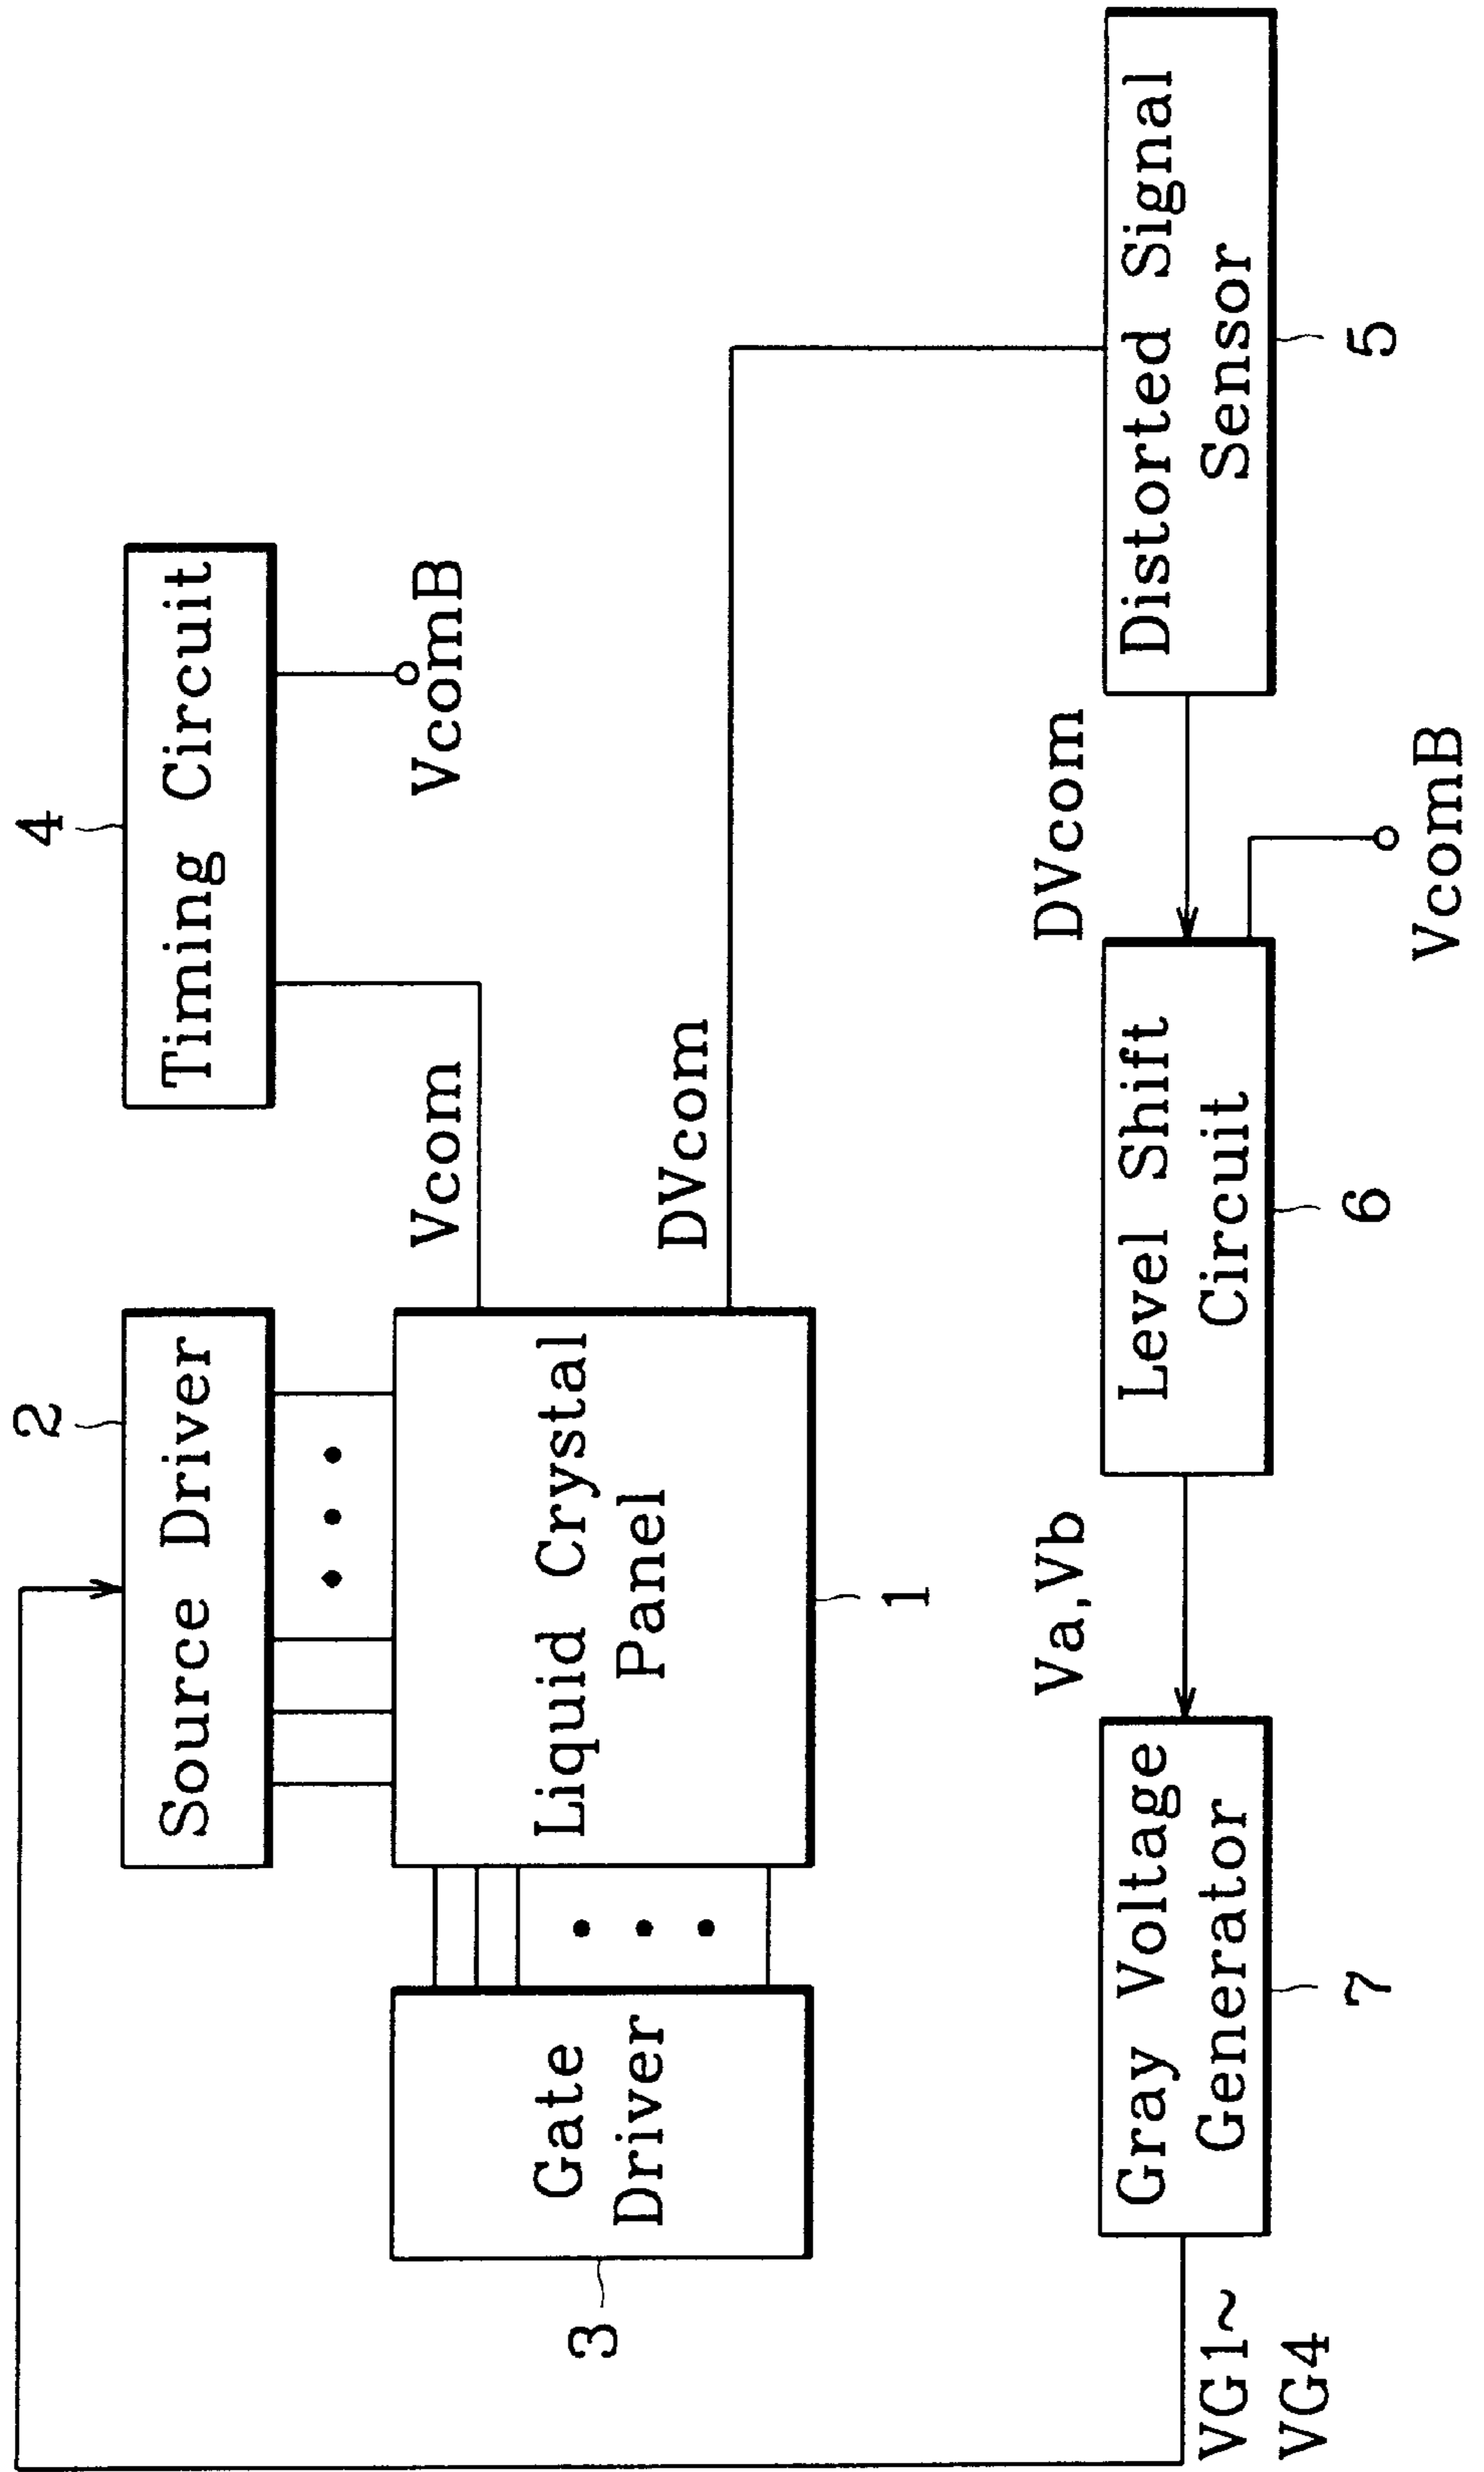 2
4
Source Driver
Timing Circuit
Vcom
VcomB
3
Gate
Driver
Liquid Crystal
Panel
1
DVcom
Va,Vb
DVcom
VG1~
VG4
Gray Voltage
Generator
7
Level Shift
Circuit
6
VcomB
Distorted Signal
Sensor
5